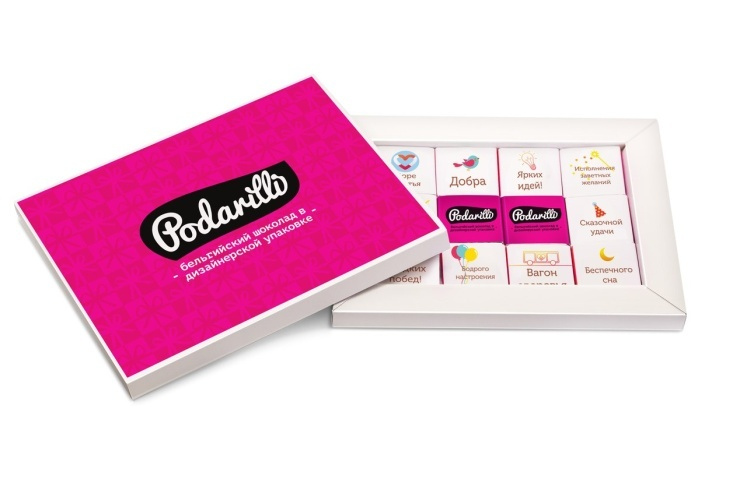 Podarilli
- бельгийский шоколад в -
дизайнерской упаковке
Добра
Ярких
идей!
Исполнения
заветных
желаний
Podarilli
Podarilli
Сказочной
удачи
Бодрого
настроения
Вагон
Беспечного
сна